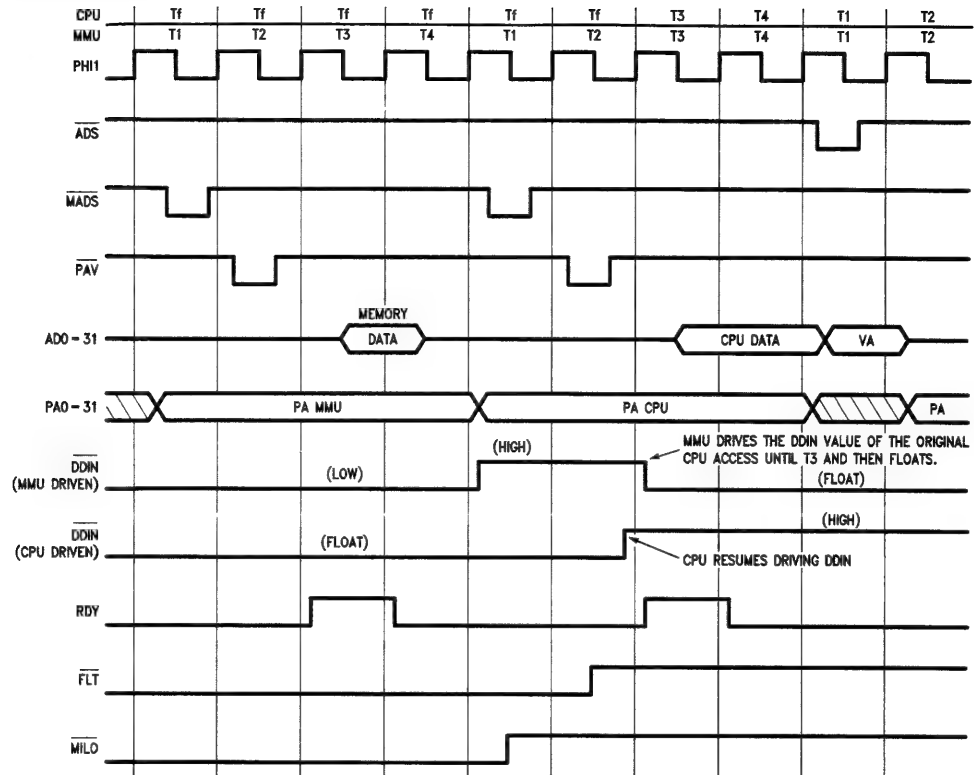 CPU Tf Tf Tf Tf Tf Tf T3 T4 T1 T2
MMU T1 T2 T3 T4 T1 T2 T3 T4 T1 T2
PHI1
ADS
MADS
PAV
MEMORY
AD0-31 DATA CPU DATA VA
PA0-31 PA MMU PA CPU PA
MMU DRIVES THE DDIN VALUE OF THE ORIGINAL
CPU ACCESS UNTIL T3 AND THEN FLOATS.
(HIGH)
DDIN
(MMU DRIVEN) (LOW) (FLOAT)
(HIGH)
DDIN
(CPU DRIVEN) (FLOAT)
CPU RESUMES DRIVING DDIN
RDY
FLT
MILO